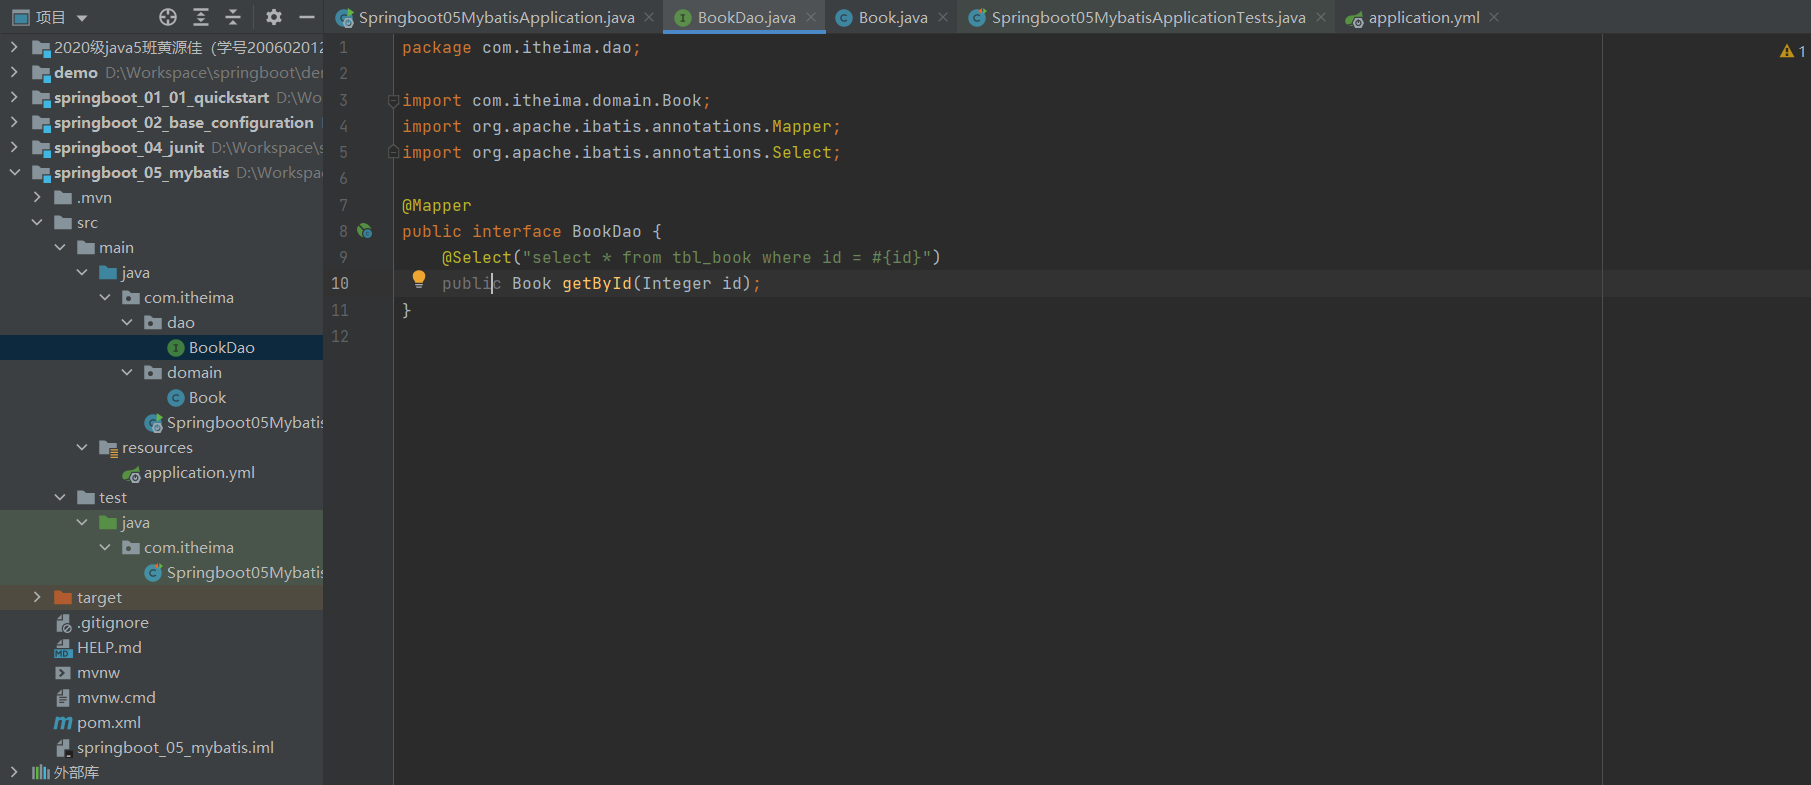 项目
Springboot05MybatisApplication.java
BookDao.java
Book.java
Springboot05MybatisApplicationTests.java
application.yml
2020级java5班黄源佳（学号200602012
demo D:\Workspace\springboot\de
springboot_01_01_quickstart D:\Wo
springboot_02_base_configuration
springboot_04_junit D:\Workspace\s
springboot_05_mybatis D:\Workspa
.mvn
src
main
java
com.itheima
dao
BookDao
domain
Book
Springboot05Mybatis
resources
application.yml
test
java
com.itheima
Springboot05Mybatis
target
.gitignore
HELP.md
mvnw
mvnw.cmd
pom.xml
springboot_05_mybatis.iml
外部库
1 package com.itheima.dao;
2
3 import com.itheima.domain.Book;
4 import org.apache.ibatis.annotations.Mapper;
5 import org.apache.ibatis.annotations.Select;
6
7 @Mapper
8 public interface BookDao {
9 @Select("select * from tbl_book where id = #{id}")
10 public Book getById(Integer id);
11 }
12
1